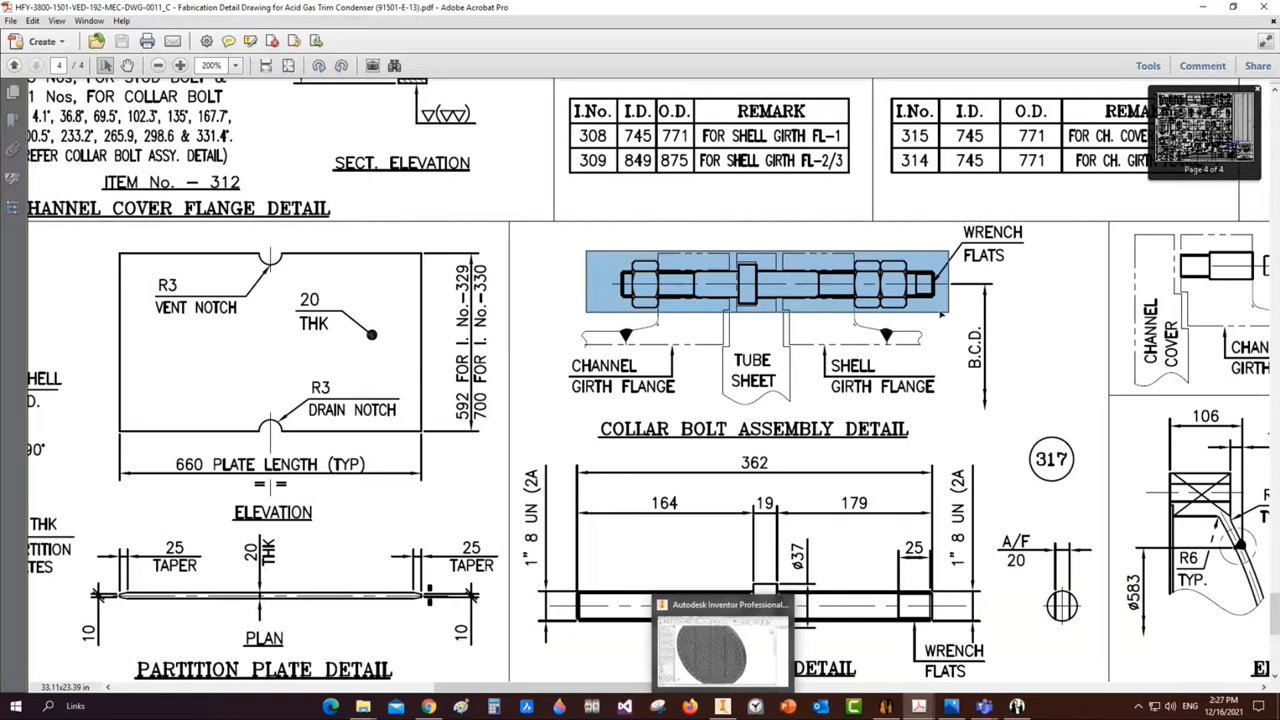 HFY-3800-1501-VED-192-MEC-DWG-0011_C - Fabrication Detail Drawing for Acid Gas Trim Condenser (91501-E-13).pdf - Adobe Acrobat Pro
File Edit View Window Help
Create
4 / 4
200%
Tools Comment Share
1 Nos, FOR COLLAR BOLT
4.1°, 36.8°, 69.5°, 102.3°, 135°, 167.7°,
00.5°, 233.2°, 265.9, 298.6 & 331.4°.
REFER COLLAR BOLT ASSY. DETAIL)
ITEM No. - 312
HANNEL COVER FLANGE DETAIL
SECT. ELEVATION
I.No. I.D. O.D. REMARK
308 745 771 FOR SHELL GIRTH FL-1
309 849 875 FOR SHELL GIRTH FL-2/3
I.No. I.D. O.D. REMA
315 745 771 FOR CH. COVE
314 745 771 FOR CH. GIRT
Page 4 of 4
R3
VENT NOTCH
20
THK
R3
DRAIN NOTCH
592 FOR I. No.-329
700 FOR I. No.-330
660 PLATE LENGTH (TYP)
ELEVATION
25
TAPER
20
THK
25
TAPER
10
10
PLAN
PARTITION PLATE DETAIL
HELL
D.
90°
THK
TITION
TES
WRENCH
FLATS
CHANNEL
GIRTH FLANGE
TUBE
SHEET
SHELL
GIRTH FLANGE
B.C.D.
COLLAR BOLT ASSEMBLY DETAIL
362
164 19 179
1" 8 UN (2A
ø37
25
1" 8 UN (2A
317
A/F
20
WRENCH
FLATS
DETAIL
Autodesk Inventor Professional...
CHANNEL
COVER
CHAN
GIRTH
106
R6
TYP.
ø583
33.11x23.39 in
Links
ENG
2:27 PM
12/16/2021